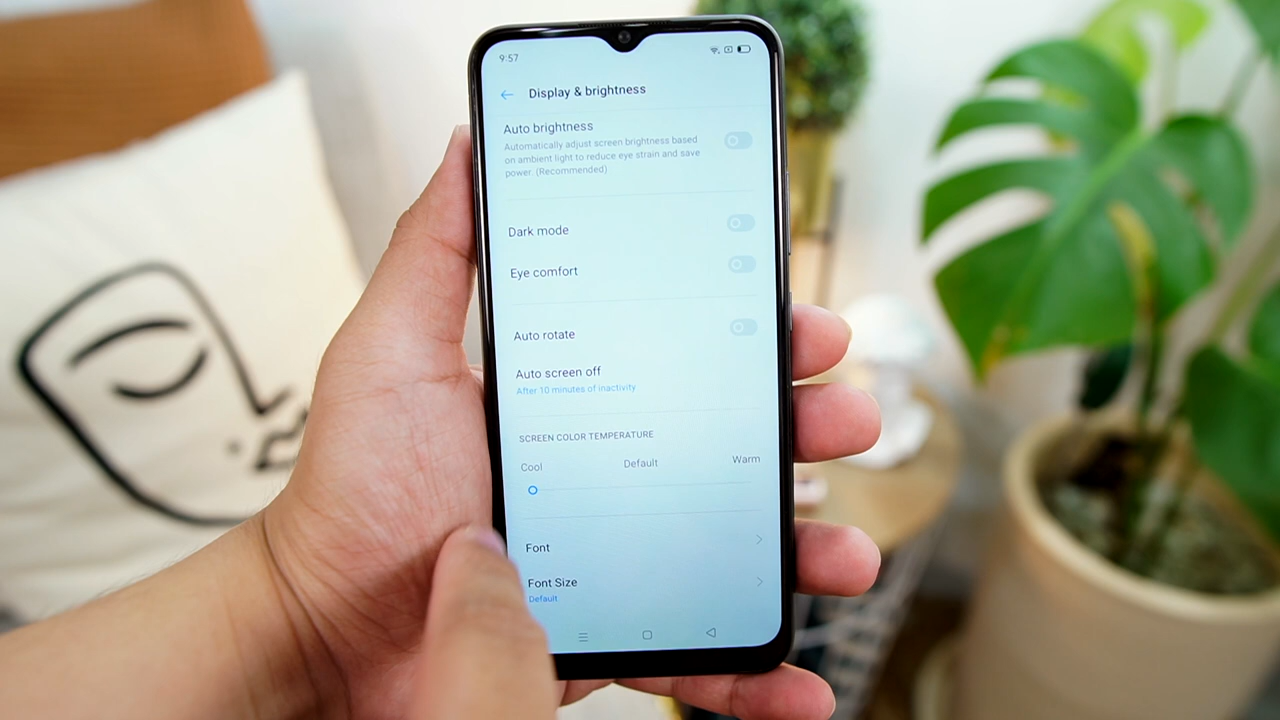 9:57
Display & brightness
Auto brightness
Automatically adjust screen brightness based
on ambient light to reduce eye strain and save
power. (Recommended)
Dark mode
Eye comfort
Auto rotate
Auto screen off
After 10 minutes of inactivity
SCREEN COLOR TEMPERATURE
Cool Default Warm
Font
Font Size
Default